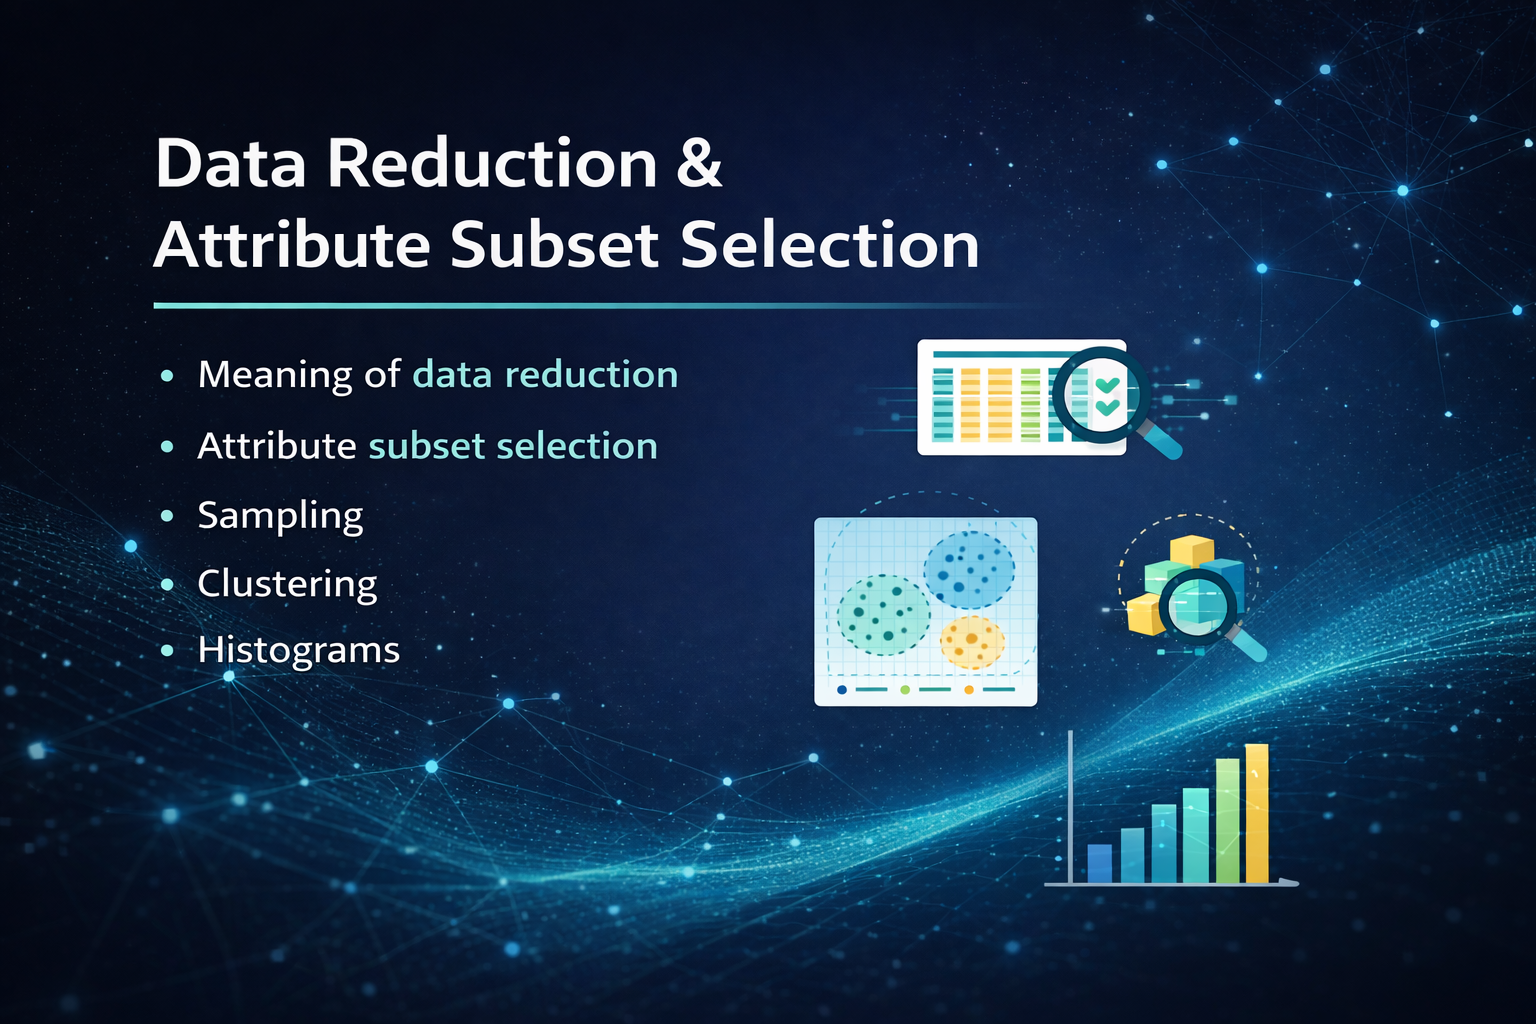 Data Reduction &
Attribute Subset Selection
• Meaning of data reduction
• Attribute subset selection
• Sampling
• Clustering
• Histograms